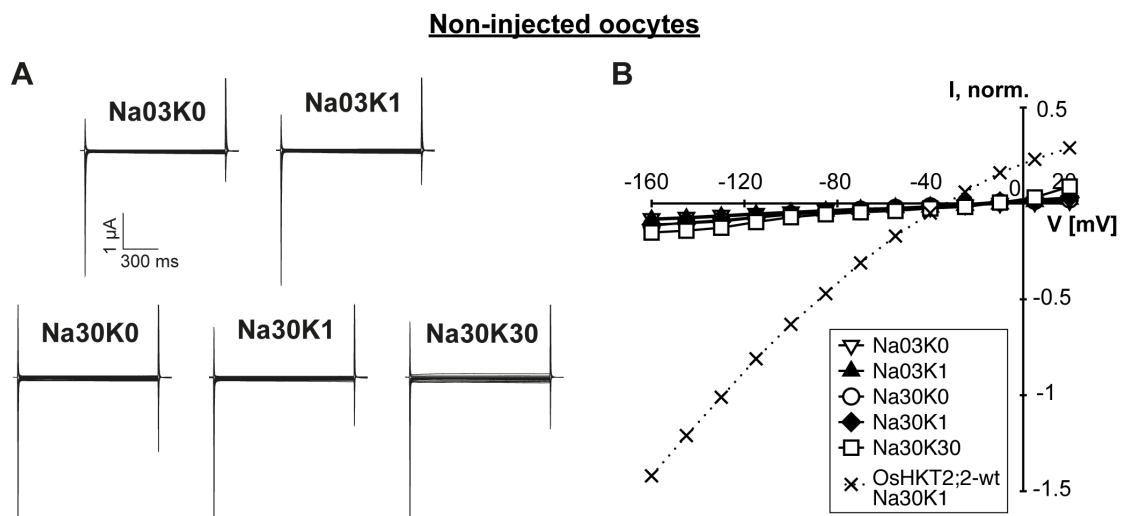 Non-injected oocytes
A
Na03K0
Na03K1
1 µA
300 ms
Na30K0
Na30K1
Na30K30
B
I, norm.
0.5
-160
-120
-80
-40
0
20
V [mV]
-0.5
-1
-1.5
Na03K0
Na03K1
Na30K0
Na30K1
Na30K30
OsHKT2;2-wt
Na30K1